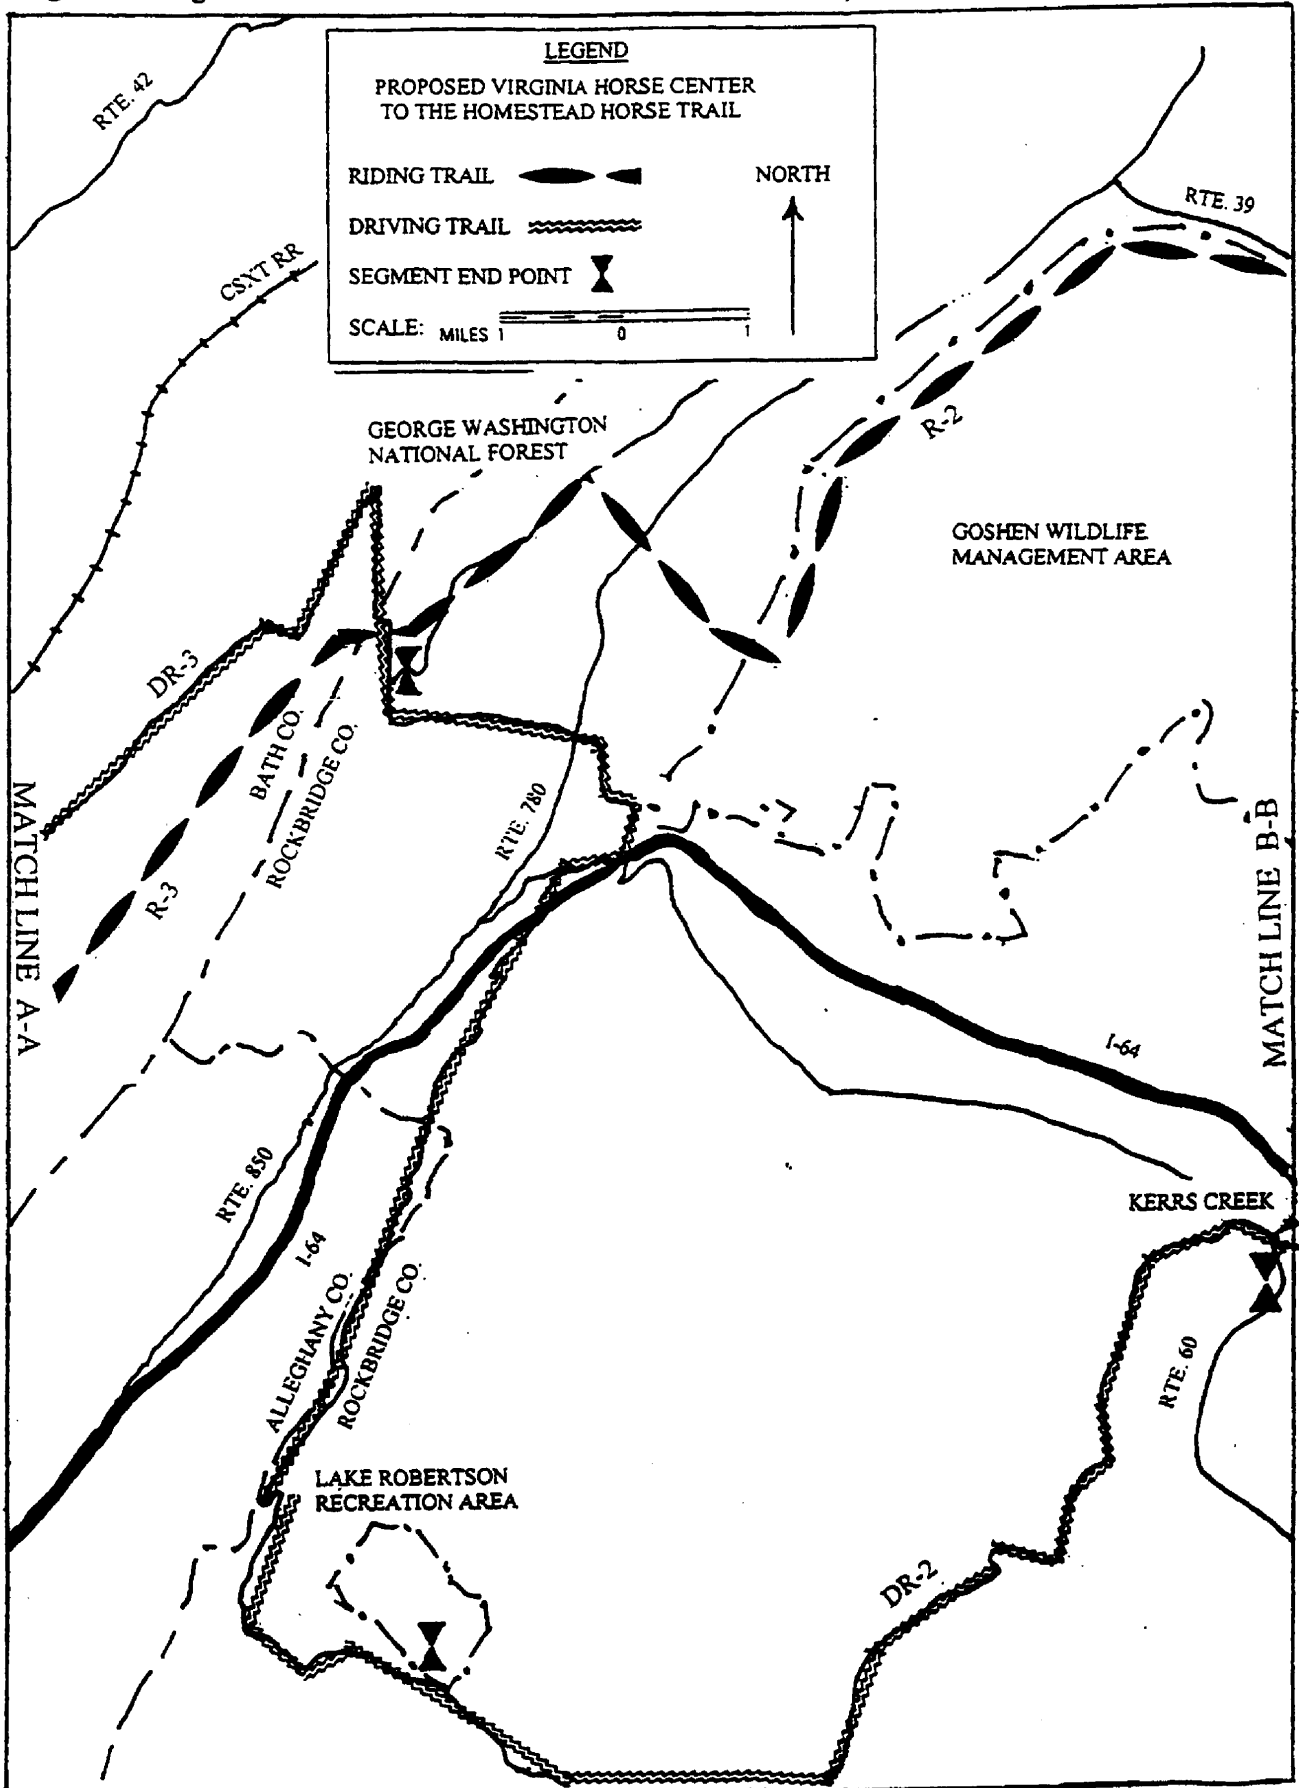 LEGEND
PROPOSED VIRGINIA HORSE CENTER
TO THE HOMESTEAD HORSE TRAIL
RIDING TRAIL
NORTH
DRIVING TRAIL
SEGMENT END POINT
SCALE: MILES 1 0 1
RTE. 42
CSXT RR
RTE. 39
GEORGE WASHINGTON
NATIONAL FOREST
R-2
GOSHEN WILDLIFE
MANAGEMENT AREA
DR-3
BATH CO.
ROCKBRIDGE CO.
RTE. 780
R-3
MATCH LINE A-A
MATCH LINE B-B
I-64
RTE. 850
I-64
KERRS CREEK
ALLEGHANY CO.
ROCKBRIDGE CO.
RTE. 60
LAKE ROBERTSON
RECREATION AREA
DR-2